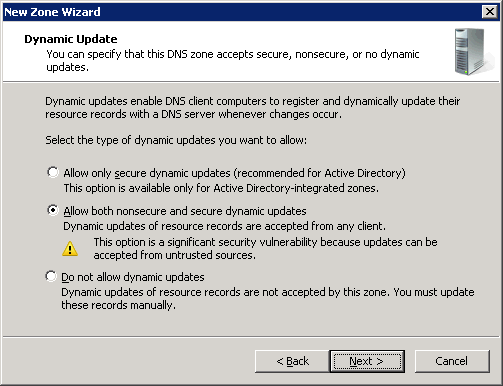 New Zone Wizard
Dynamic Update
You can specify that this DNS zone accepts secure, nonsecure, or no dynamic
updates.
Dynamic updates enable DNS client computers to register and dynamically update their
resource records with a DNS server whenever changes occur.
Select the type of dynamic updates you want to allow:
Allow only secure dynamic updates (recommended for Active Directory)
This option is available only for Active Directory-integrated zones.
Allow both nonsecure and secure dynamic updates
Dynamic updates of resource records are accepted from any client.
This option is a significant security vulnerability because updates can be
accepted from untrusted sources.
Do not allow dynamic updates
Dynamic updates of resource records are not accepted by this zone. You must update
these records manually.
< Back Next > Cancel